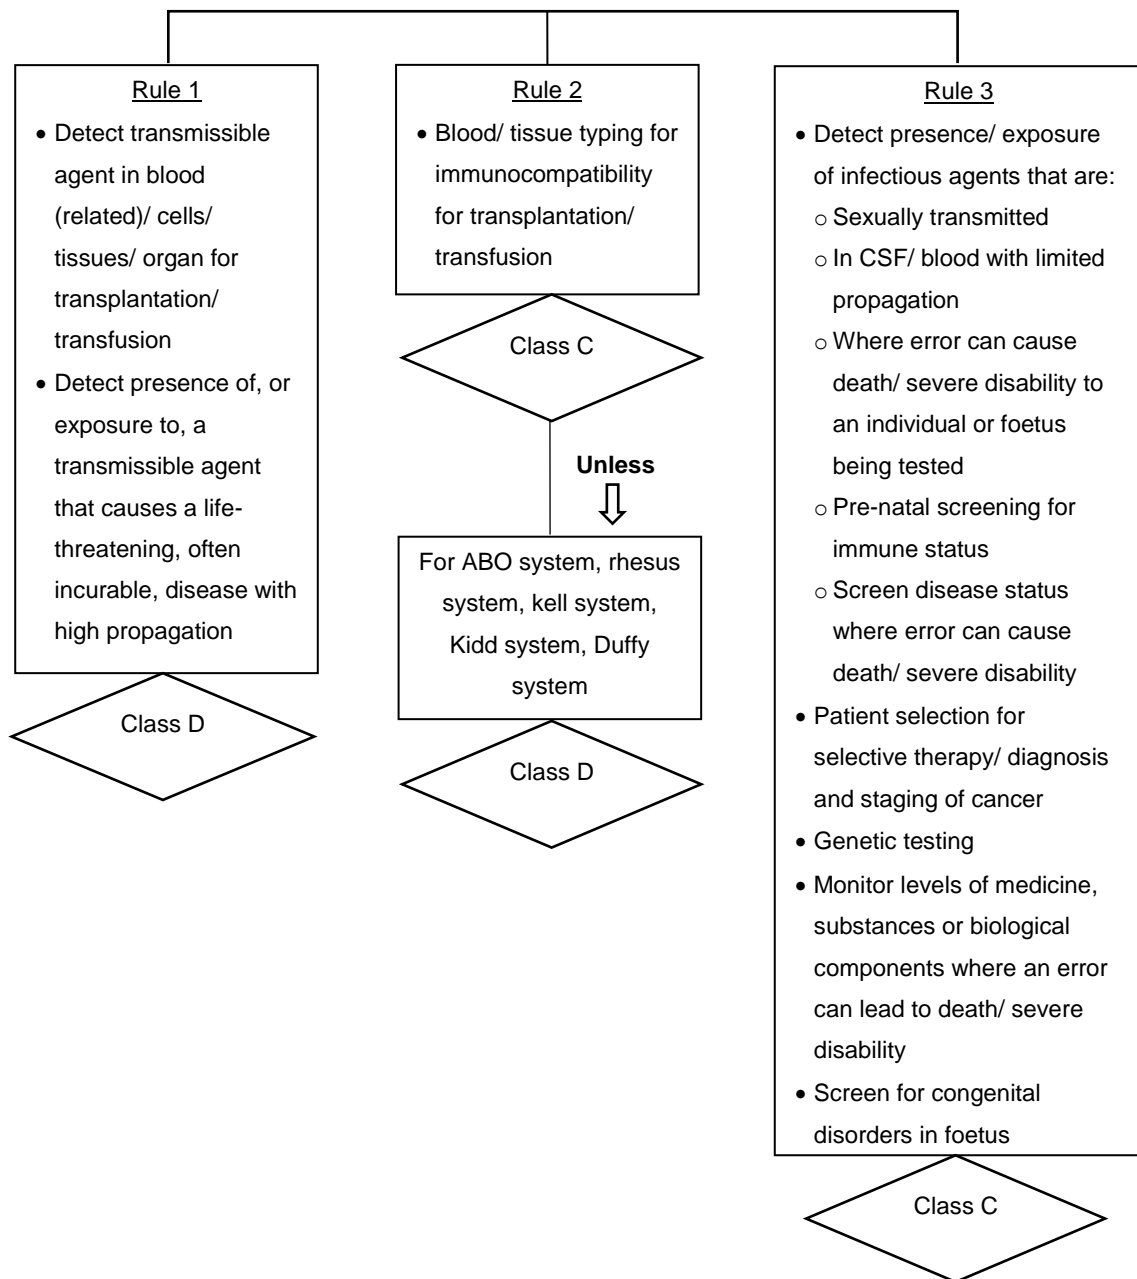 Rule 1
• Detect transmissible
agent in blood
(related)/ cells/
tissues/ organ for
transplantation/
transfusion
• Detect presence of, or
exposure to, a
transmissible agent
that causes a life-
threatening, often
incurable, disease with
high propagation
Class D
Rule 2
• Blood/ tissue typing for
immunocompatibility
for transplantation/
transfusion
Class C
Unless
For ABO system, rhesus
system, kell system,
Kidd system, Duffy
system
Class D
Rule 3
• Detect presence/ exposure
of infectious agents that are:
o Sexually transmitted
o In CSF/ blood with limited
propagation
o Where error can cause
death/ severe disability to
an individual or foetus
being tested
o Pre-natal screening for
immune status
o Screen disease status
where error can cause
death/ severe disability
• Patient selection for
selective therapy/ diagnosis
and staging of cancer
• Genetic testing
• Monitor levels of medicine,
substances or biological
components where an error
can lead to death/ severe
disability
• Screen for congenital
disorders in foetus
Class C